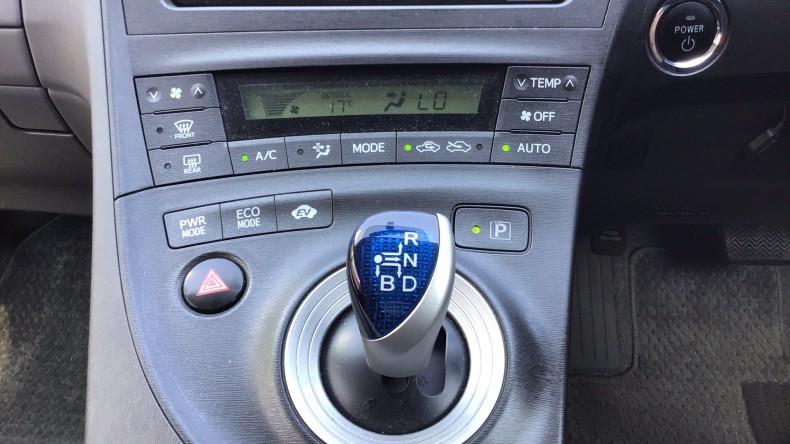 POWER
TEMP
OUTSIDE
17°C
LO
OFF
FRONT
REAR
A/C
MODE
AUTO
PWR
MODE
ECO
MODE
EV
P
R
N
B D